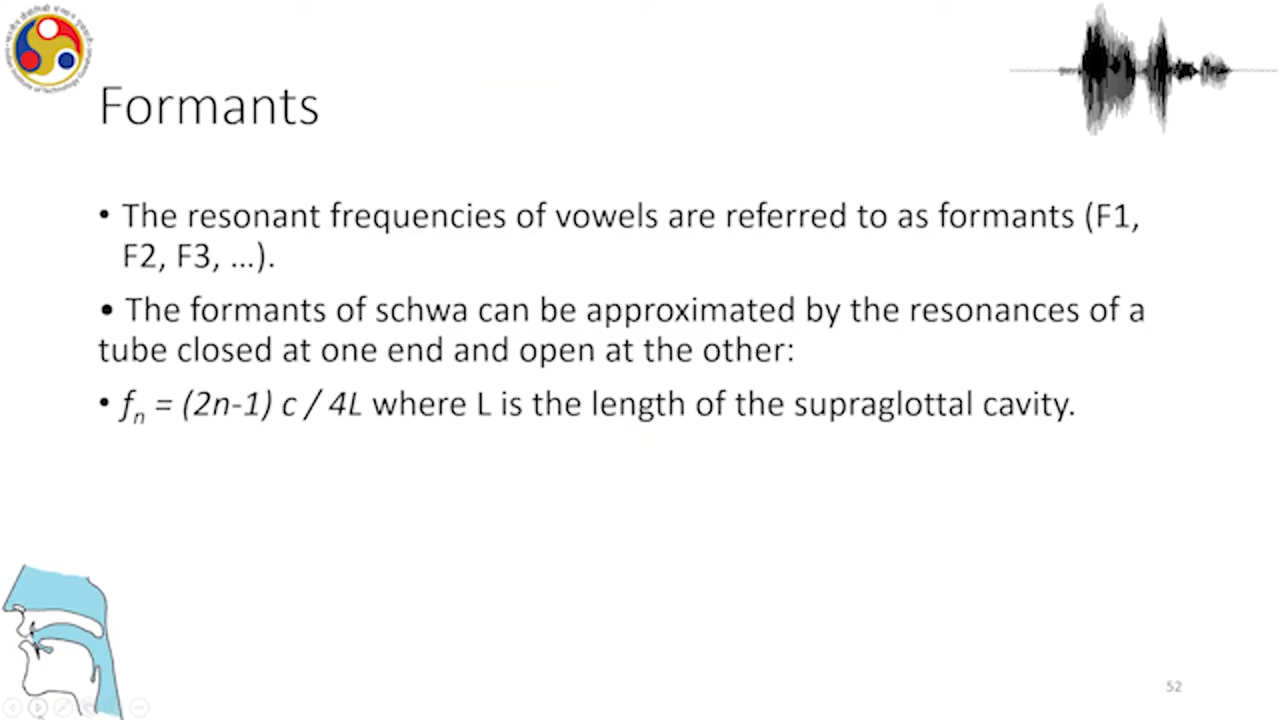 Formants
• The resonant frequencies of vowels are referred to as formants (F1,
F2, F3, ...).
• The formants of schwa can be approximated by the resonances of a
tube closed at one end and open at the other:
• fn = (2n-1) c / 4L where L is the length of the supraglottal cavity.
52